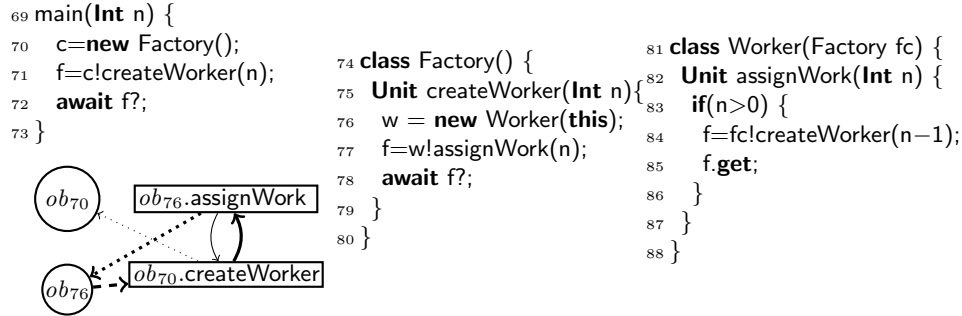 69 main(Int n) {
70 c=new Factory();
71 f=c!createWorker(n);
72 await f?;
73 }
74 class Factory() {
75 Unit createWorker(Int n){
76 w = new Worker(this);
77 f=w!assignWork(n);
78 await f?;
79 }
80 }
81 class Worker(Factory fc) {
82 Unit assignWork(Int n) {
83 if(n>0) {
84 f=fc!createWorker(n−1);
85 f.get;
86 }
87 }
88 }
ob70
ob76.assignWork
ob76
ob70.createWorker